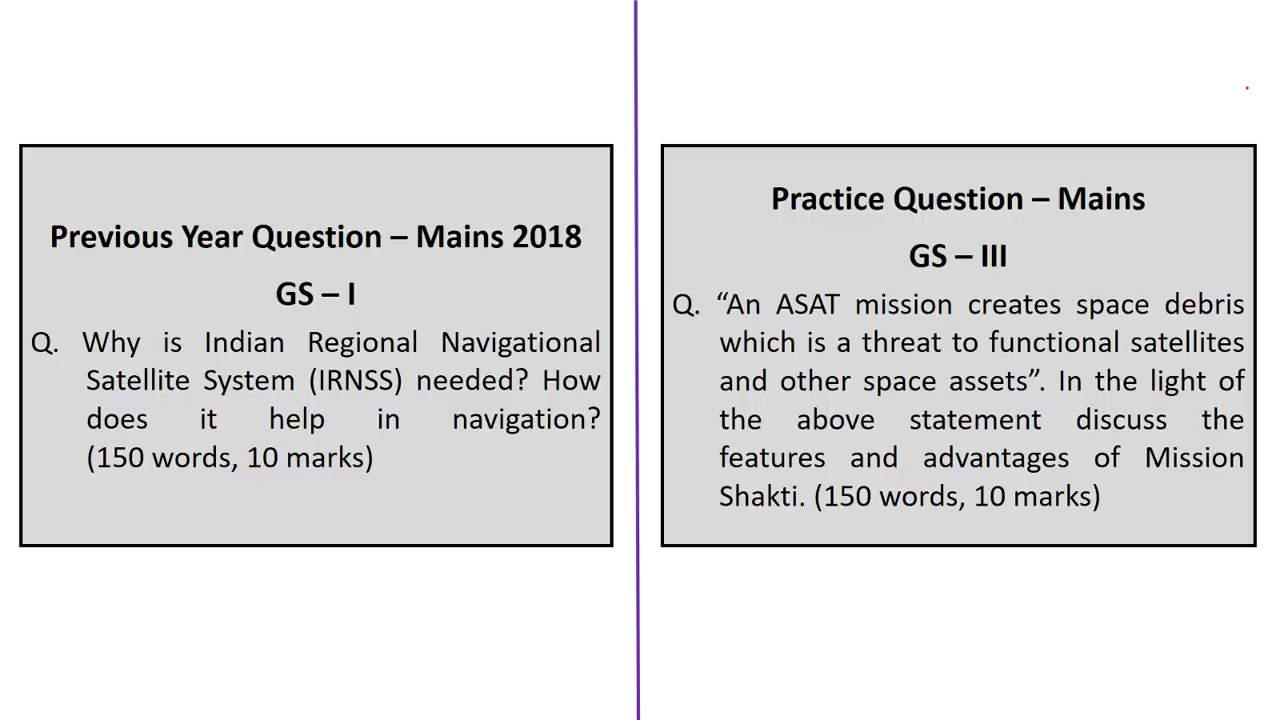 Previous Year Question – Mains 2018
GS – I
Q. Why is Indian Regional Navigational
Satellite System (IRNSS) needed? How
does it help in navigation?
(150 words, 10 marks)
Practice Question – Mains
GS – III
Q. “An ASAT mission creates space debris
which is a threat to functional satellites
and other space assets”. In the light of
the above statement discuss the
features and advantages of Mission
Shakti. (150 words, 10 marks)